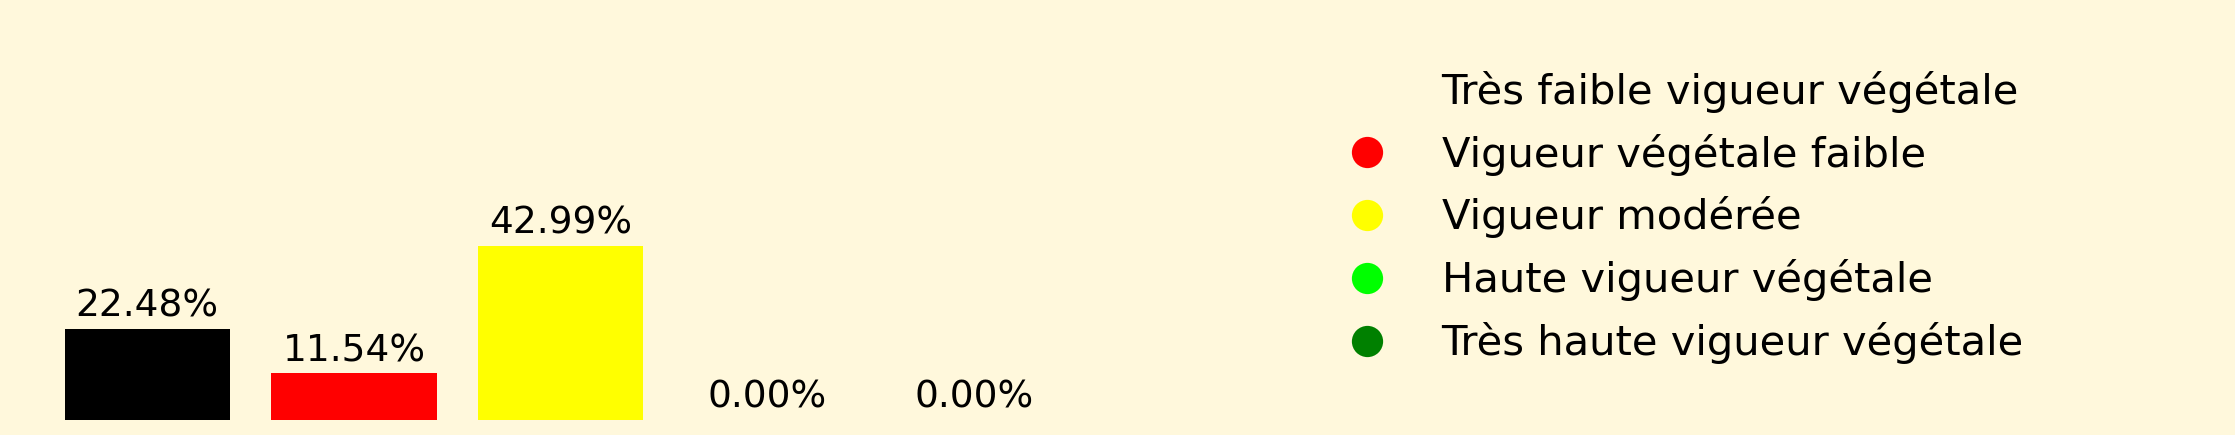 22.48%
11.54%
42.99%
0.00%
0.00%
Très faible vigueur végétale
Vigueur végétale faible
Vigueur modérée
Haute vigueur végétale
Très haute vigueur végétale